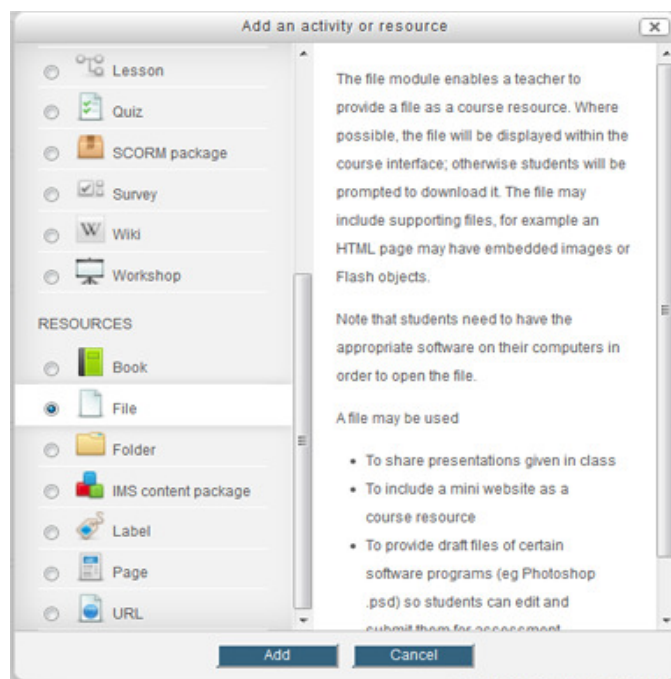 Add an activity or resource
Lesson
Quiz
SCORM package
Survey
Wiki
Workshop
RESOURCES
Book
File
Folder
IMS content package
Label
Page
URL
The file module enables a teacher to
provide a file as a course resource. Where
possible, the file will be displayed within the
course interface; otherwise students will be
prompted to download it. The file may
include supporting files, for example an
HTML page may have embedded images or
Flash objects.
Note that students need to have the
appropriate software on their computers in
order to open the file.
A file may be used
• To share presentations given in class
• To include a mini website as a
course resource
• To provide draft files of certain
software programs (eg Photoshop
.psd) so students can edit and
submit them for assessment
Add
Cancel